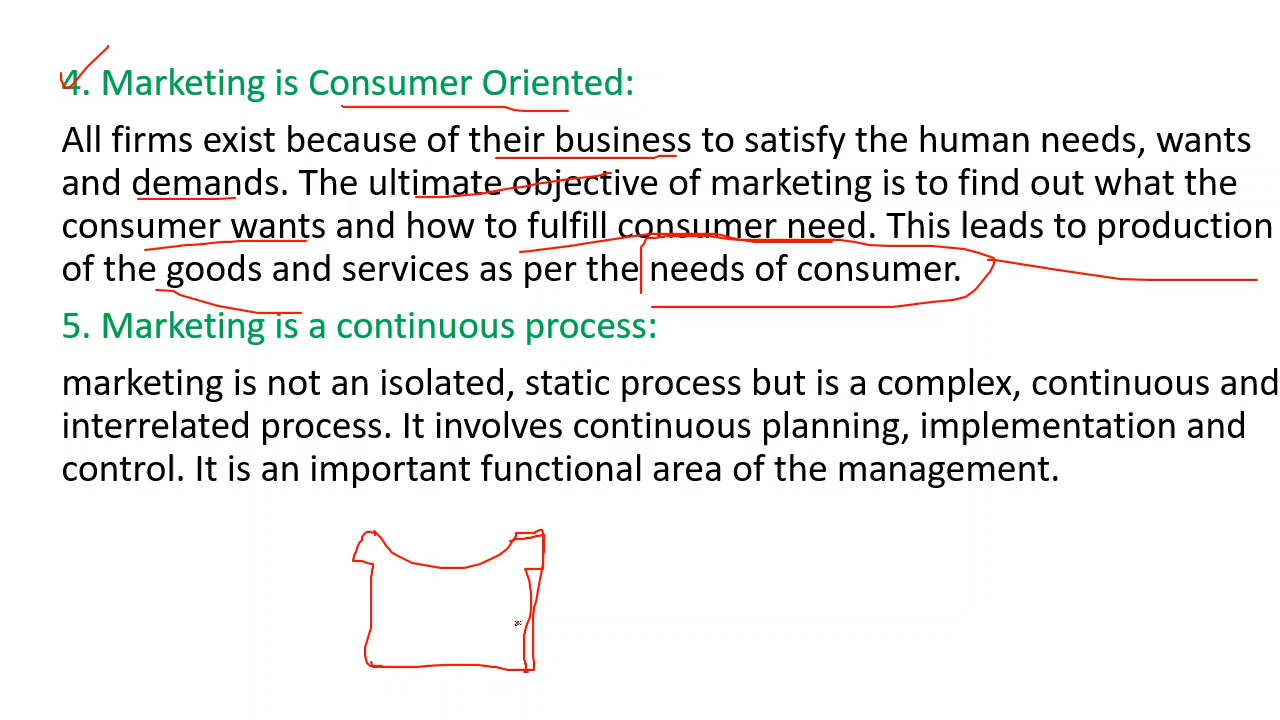 4. Marketing is Consumer Oriented:
All firms exist because of their business to satisfy the human needs, wants
and demands. The ultimate objective of marketing is to find out what the
consumer wants and how to fulfill consumer need. This leads to production
of the goods and services as per the needs of consumer.
5. Marketing is a continuous process:
marketing is not an isolated, static process but is a complex, continuous and
interrelated process. It involves continuous planning, implementation and
control. It is an important functional area of the management.